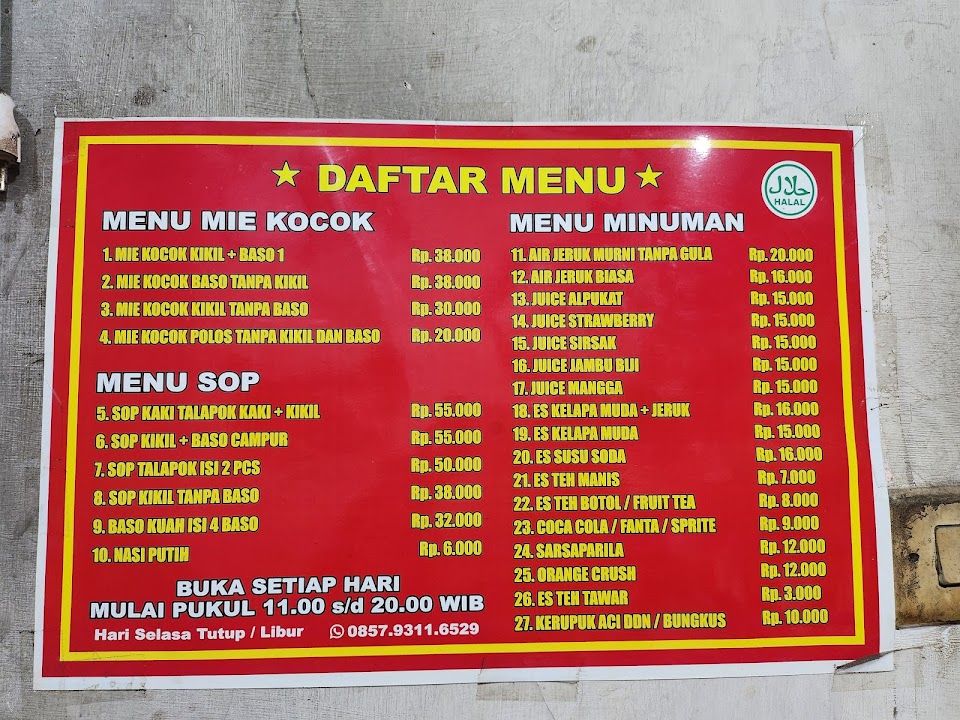 DAFTAR MENU
حلال
HALAL
MENU MIE KOCOK
1. MIE KOCOK KIKIL + BASO 1 Rp. 38.000
2. MIE KOCOK BASO TANPA KIKIL Rp. 38.000
3. MIE KOCOK KIKIL TANPA BASO Rp. 30.000
4. MIE KOCOK POLOS TANPA KIKIL DAN BASO Rp. 20.000
MENU SOP
5. SOP KAKI TALAPOK KAKI + KIKIL Rp. 55.000
6. SOP KIKIL + BASO CAMPUR Rp. 55.000
7. SOP TALAPOK ISI 2 PCS Rp. 50.000
8. SOP KIKIL TANPA BASO Rp. 38.000
9. BASO KUAH ISI 4 BASO Rp. 32.000
10. NASI PUTIH Rp. 6.000
BUKA SETIAP HARI
MULAI PUKUL 11.00 s/d 20.00 WIB
Hari Selasa Tutup / Libur 0857.9311.6529
MENU MINUMAN
11. AIR JERUK MURNI TANPA GULA Rp. 20.000
12. AIR JERUK BIASA Rp. 16.000
13. JUICE ALPUKAT Rp. 15.000
14. JUICE STRAWBERRY Rp. 15.000
15. JUICE SIRSAK Rp. 15.000
16. JUICE JAMBU BIJI Rp. 15.000
17. JUICE MANGGA Rp. 15.000
18. ES KELAPA MUDA + JERUK Rp. 16.000
19. ES KELAPA MUDA Rp. 15.000
20. ES SUSU SODA Rp. 16.000
21. ES TEH MANIS Rp. 7.000
22. ES TEH BOTOL / FRUIT TEA Rp. 8.000
23. COCA COLA / FANTA / SPRITE Rp. 9.000
24. SARSAPARILA Rp. 12.000
25. ORANGE CRUSH Rp. 12.000
26. ES TEH TAWAR Rp. 3.000
27. KERUPUK ACI DDN / BUNGKUS Rp. 10.000